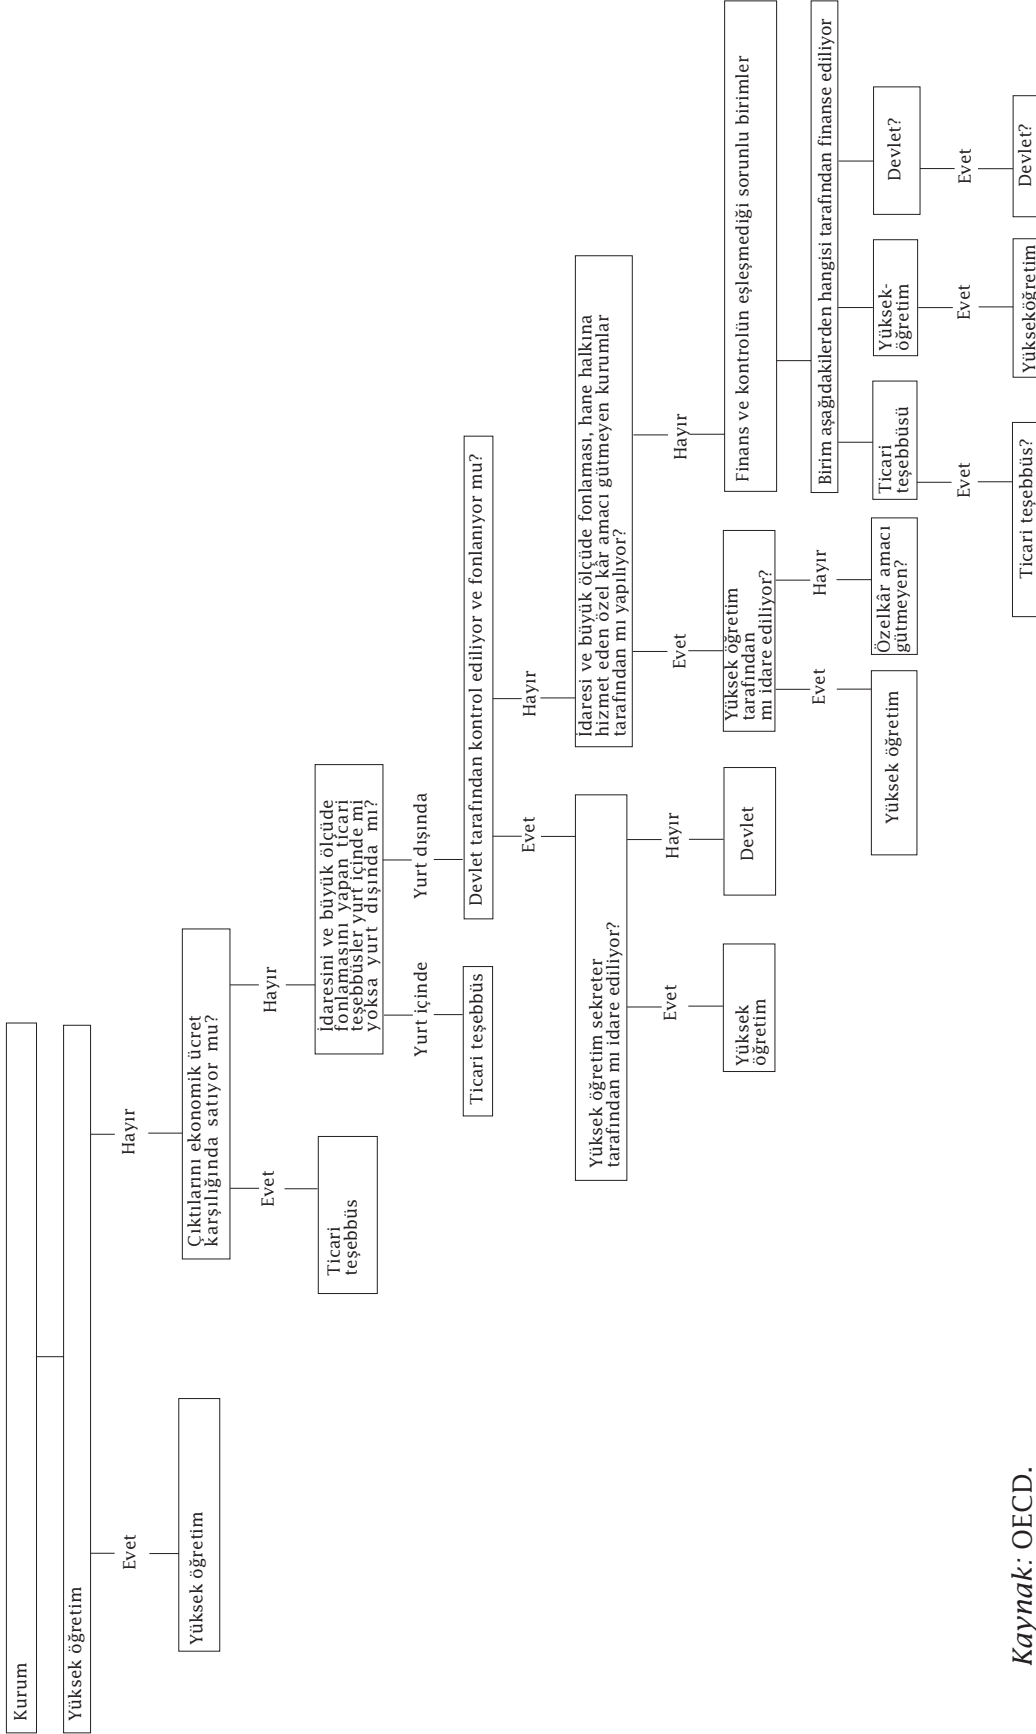 Kurum
Yüksek öğretim
Evet
Hayır
Yüksek öğretim
Çıktılarını ekonomik ücret
karşılığında satıyor mu?
Evet
Hayır
Ticari
teşebbüs
İdaresini ve büyük ölçüde
fonlamasını yapan ticari
teşebbüsler yurt içinde mi
yoksa yurt dışında mı?
Yurt içinde
Yurt dışında
Ticari teşebbüs
Devlet tarafından kontrol ediliyor ve fonlanıyor mu?
Evet
Hayır
Yüksek öğretim sekreter
tarafından mı idare ediliyor?
İdaresi ve büyük ölçüde fonlaması, hane halkına
hizmet eden özel kâr amacı gütmeyen kurumlar
tarafından mı yapılıyor?
Evet
Hayır
Evet
Hayır
Yüksek
öğretim
Devlet
Yüksek öğretim
tarafından
mı idare ediliyor?
Finans ve kontrolün eşleşmediği sorunlu birimler
Evet
Hayır
Birim aşağıdakilerden hangisi tarafından finanse ediliyor
Yüksek öğretim
Özelkâr amacı
gütmeyen?
Ticari
teşebbüsü
Yüksek-
öğretim
Devlet?
Evet
Evet
Evet
Ticari teşebbüs?
Yükseköğretim
Devlet?
Kaynak: OECD.